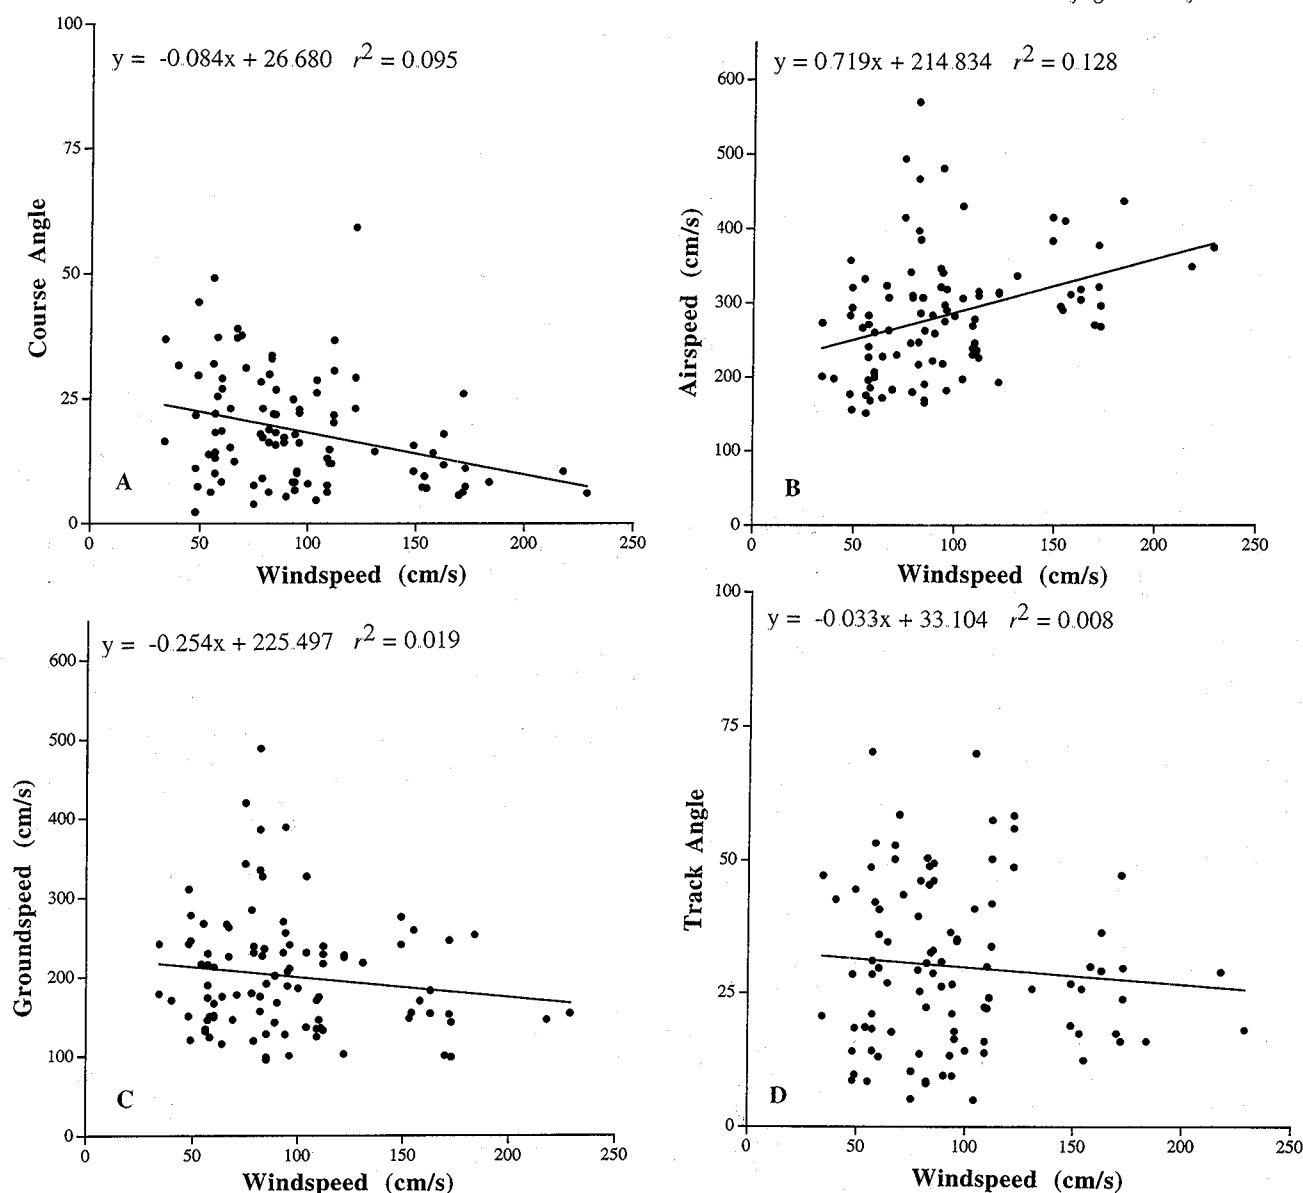 100
75
50
25
0
Course Angle
y = -0.084x + 26.680 r2 = 0.095
A
0 50 100 150 200 250
Windspeed (cm/s)
600
500
400
300
200
100
0
Airspeed (cm/s)
y = 0.719x + 214.834 r2 = 0.128
B
0 50 100 150 200 250
Windspeed (cm/s)
600
500
400
300
200
100
0
Groundspeed (cm/s)
y = -0.254x + 225.497 r2 = 0.019
C
0 50 100 150 200 250
Windspeed (cm/s)
100
75
50
25
0
Track Angle
y = -0.033x + 33.104 r2 = 0.008
D
0 50 100 150 200 250
Windspeed (cm/s)